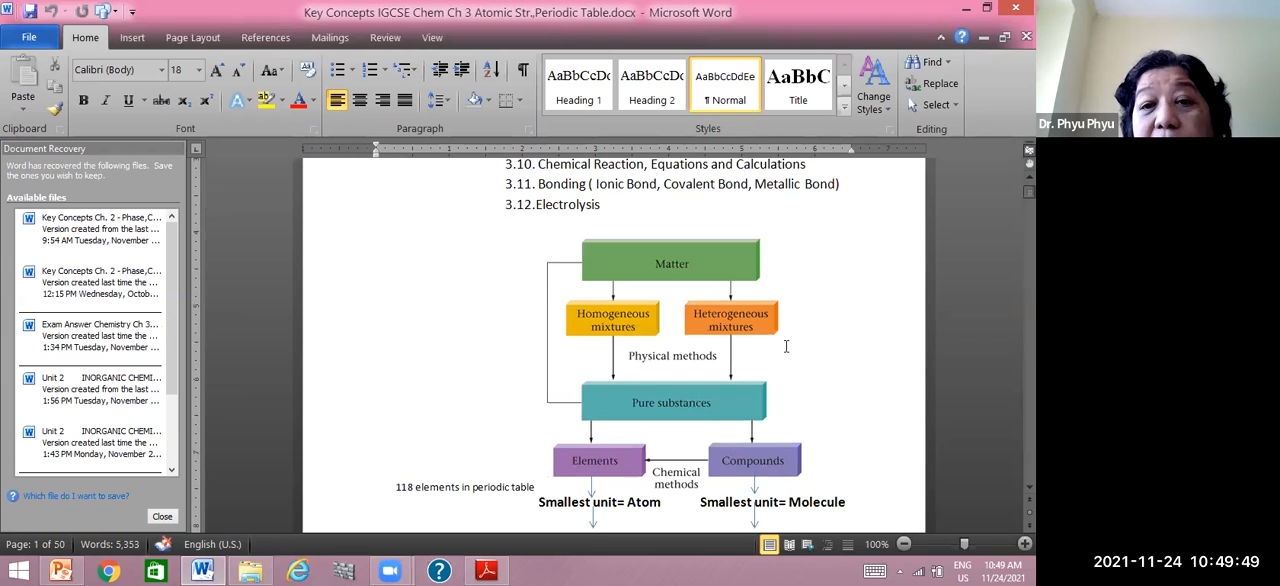 Key Concepts IGCSE Chem Ch 3 Atomic Str.,Periodic Table.docx - Microsoft Word
File Home Insert Page Layout References Mailings Review View
Paste
Calibri (Body) 18
B I U abc x₂ x² A A
AaBbCcDc AaBbCcDc AaBbCcDdEe AaBbC
Heading 1 Heading 2 ¶ Normal Title
Change Styles
Find
Replace
Select
Clipboard Font Paragraph Styles Editing
Dr. Phyu Phyu
Document Recovery
Word has recovered the following files. Save
the ones you wish to keep.
Available files
Key Concepts Ch. 2 - Phase,C...
Version created from the last ...
9:54 AM Tuesday, November ...
Key Concepts Ch. 2 - Phase,C...
Version created last time the ...
12:15 PM Wednesday, Octob...
Exam Answer Chemistry Ch 3...
Version created last time the ...
1:34 PM Tuesday, November ...
Unit 2 INORGANIC CHEMI...
Version created from the last ...
1:56 PM Tuesday, November ...
Unit 2 INORGANIC CHEMI...
Version created last time the ...
1:43 PM Monday, November 2...
Which file do I want to save?
Close
3.10. Chemical Reaction, Equations and Calculations
3.11. Bonding ( Ionic Bond, Covalent Bond, Metallic Bond)
3.12.Electrolysis
Matter
Homogeneous
mixtures
Heterogeneous
mixtures
Physical methods
Pure substances
Elements
Compounds
Chemical
methods
118 elements in periodic table
Smallest unit= Atom
Smallest unit= Molecule
Page: 1 of 50 Words: 5,353 English (U.S.) 100%
ENG
US
10:49 AM
11/24/2021
2021-11-24 10:49:49